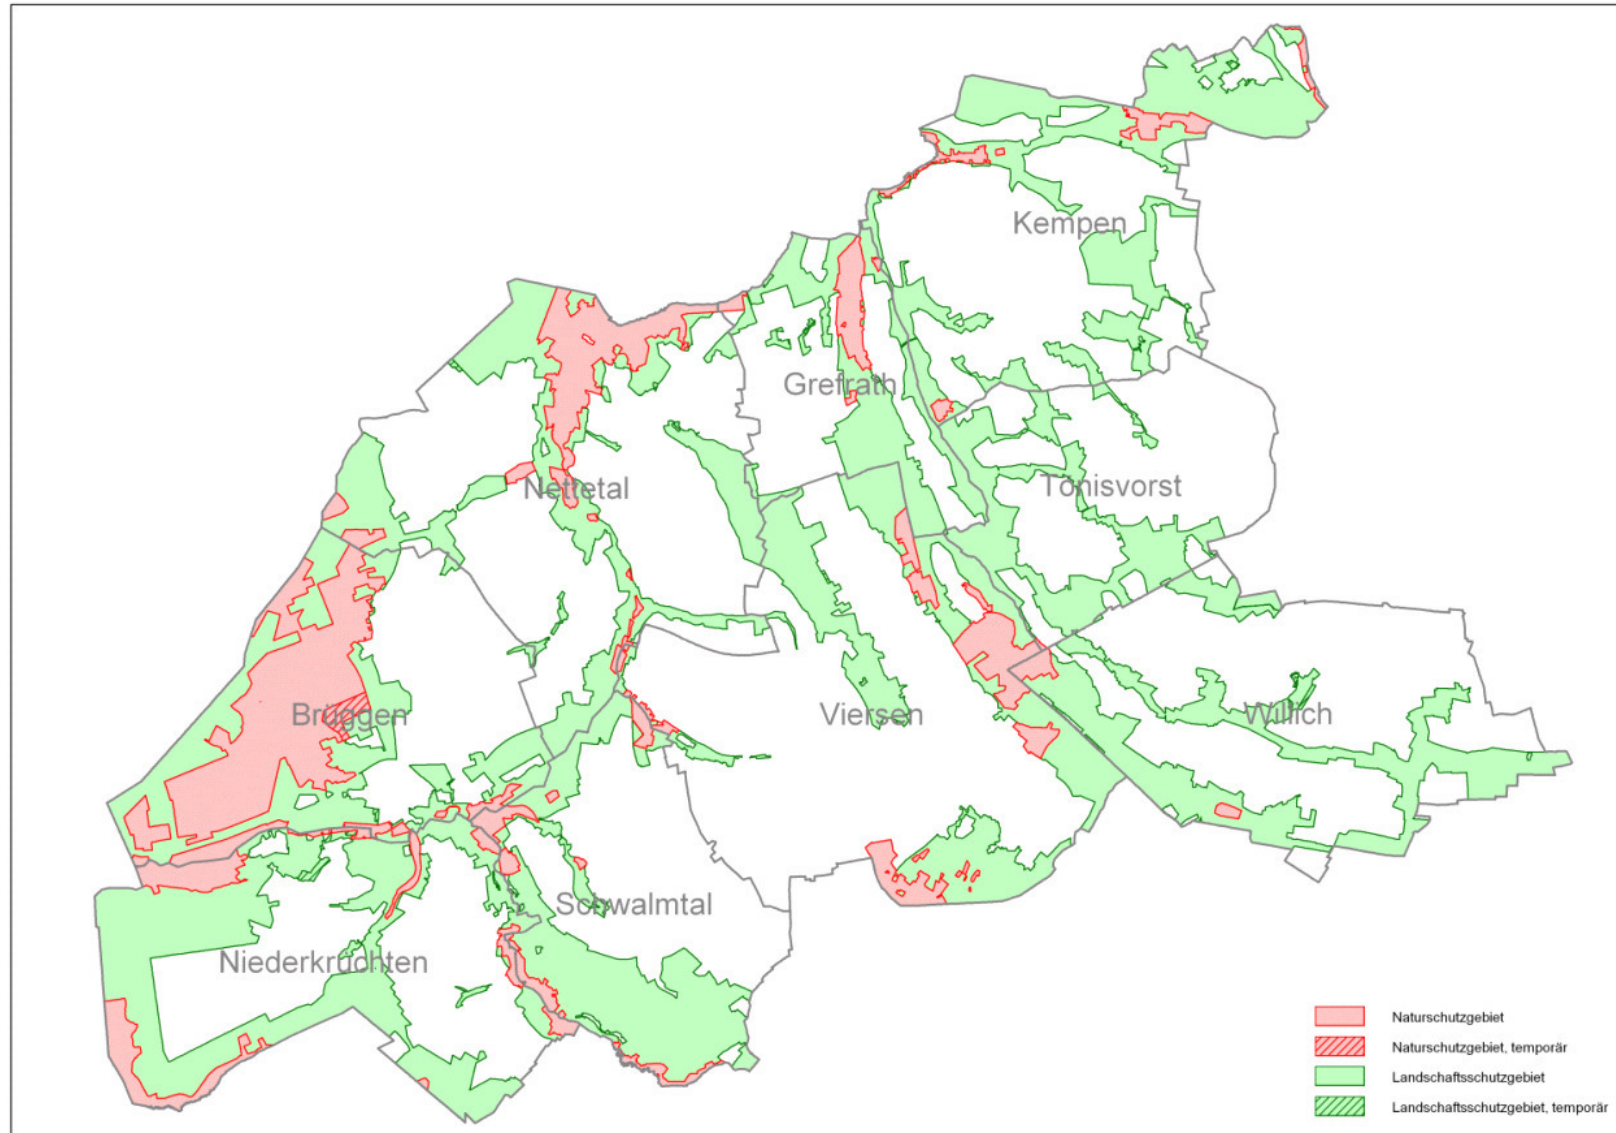 Kempen
Grefrath
Nettetal
Tönisvorst
Brüggen
Viersen
Willich
Schwalmtal
Niederkrüchten
Naturschutzgebiet
Naturschutzgebiet, temporär
Landschaftsschutzgebiet
Landschaftsschutzgebiet, temporär